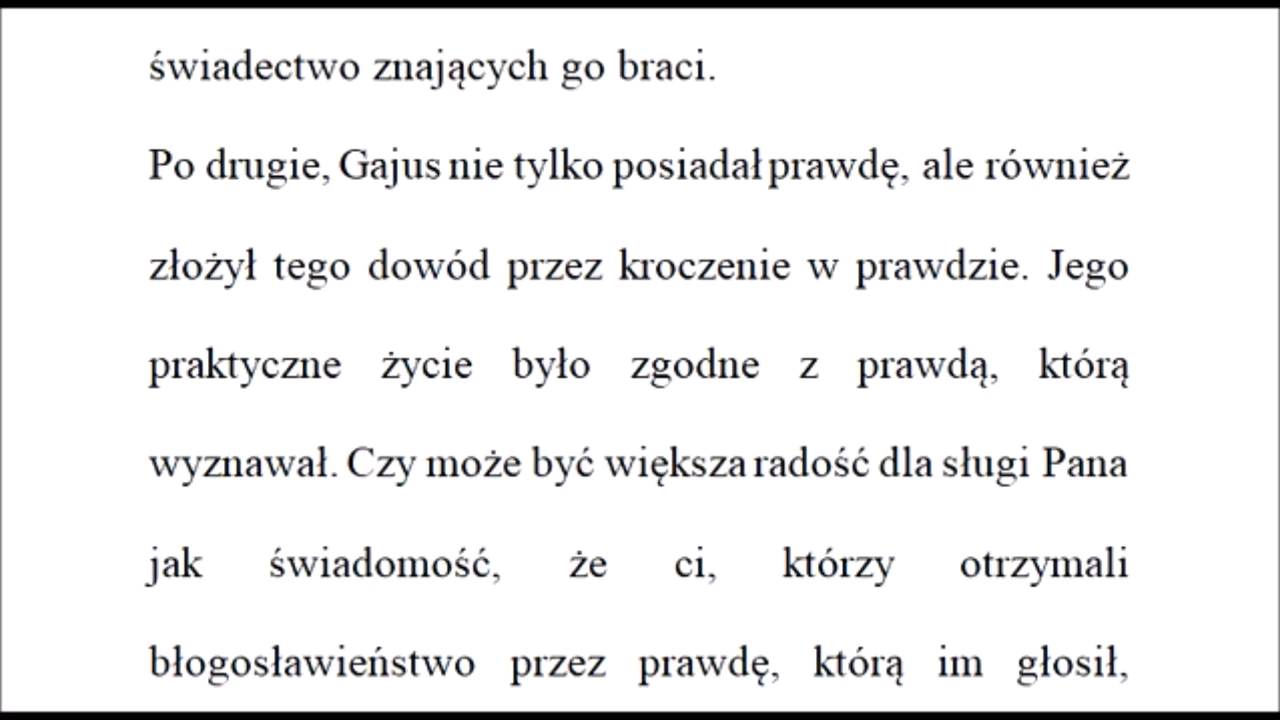 świadectwo znających go braci.
Po drugie, Gajus nie tylko posiadał prawdę, ale również
złożył tego dowód przez kroczenie w prawdzie. Jego
praktyczne życie było zgodne z prawdą, którą
wyznawał. Czy może być większa radość dla sługi Pana
jak świadomość, że ci, którzy otrzymali
błogosławieństwo przez prawdę, którą im głosił,